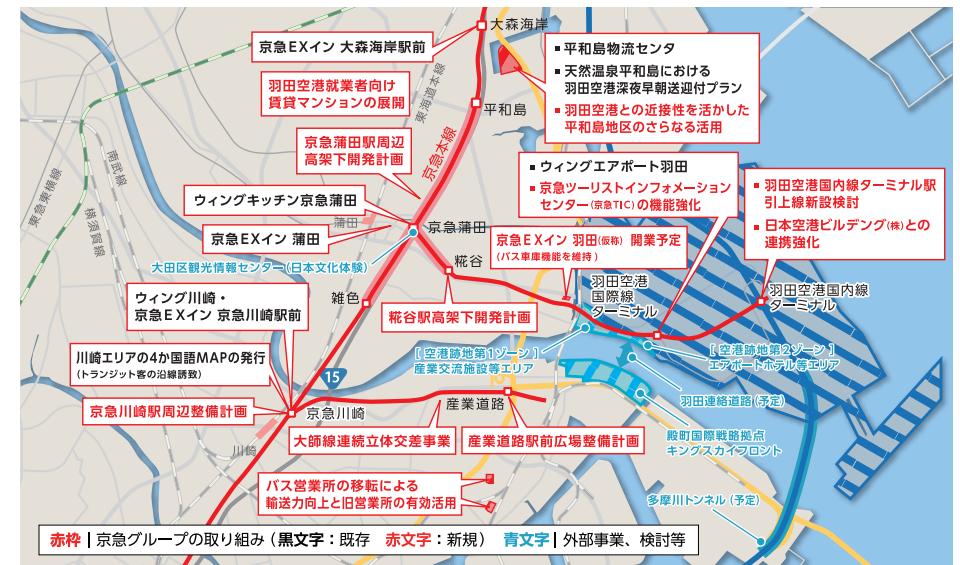 大森海岸
京急EXイン 大森海岸駅前
▪ 平和島物流センタ
▪ 天然温泉平和島における
羽田空港深夜早朝送迎付プラン
▪ 羽田空港との近接性を活かした
平和島地区のさらなる活用
羽田空港就業者向け
賃貸マンションの展開
東海道本線
平和島
京急蒲田駅周辺
高架下開発計画
京急本線
南武線
東急東横線
横須賀線
▪ ウィングエアポート羽田
▪ 京急ツーリストインフォメーション
センター(京急TIC)の機能強化
▪ 羽田空港国内線ターミナル駅
引上線新設検討
▪ 日本空港ビルデング(株)との
連携強化
ウィングキッチン京急蒲田
蒲田
京急蒲田
京急EXイン 蒲田
京急EXイン 羽田(仮称) 開業予定
(バス車庫機能を維持)
大田区観光情報センター(日本文化体験)
糀谷
羽田空港
国際線
ターミナル
羽田空港国内線
ターミナル
ウィング川崎・
京急EXイン 京急川崎駅前
雑色
糀谷駅高架下開発計画
川崎エリアの4か国語MAPの発行
(トランジット客の沿線誘致)
[ 空港跡地第1ゾーン ]
産業交流施設等エリア
[ 空港跡地第2ゾーン ]
エアポートホテル等エリア
15
京急川崎駅周辺整備計画
京急川崎
産業道路
羽田連絡道路(予定)
川崎
大師線連続立体交差事業
産業道路駅前広場整備計画
殿町国際戦略拠点
キングスカイフロント
バス営業所の移転による
輸送力向上と旧営業所の有効活用
多摩川トンネル(予定)
赤枠 | 京急グループの取り組み(黒文字:既存 赤文字:新規) 青文字 | 外部事業、検討等